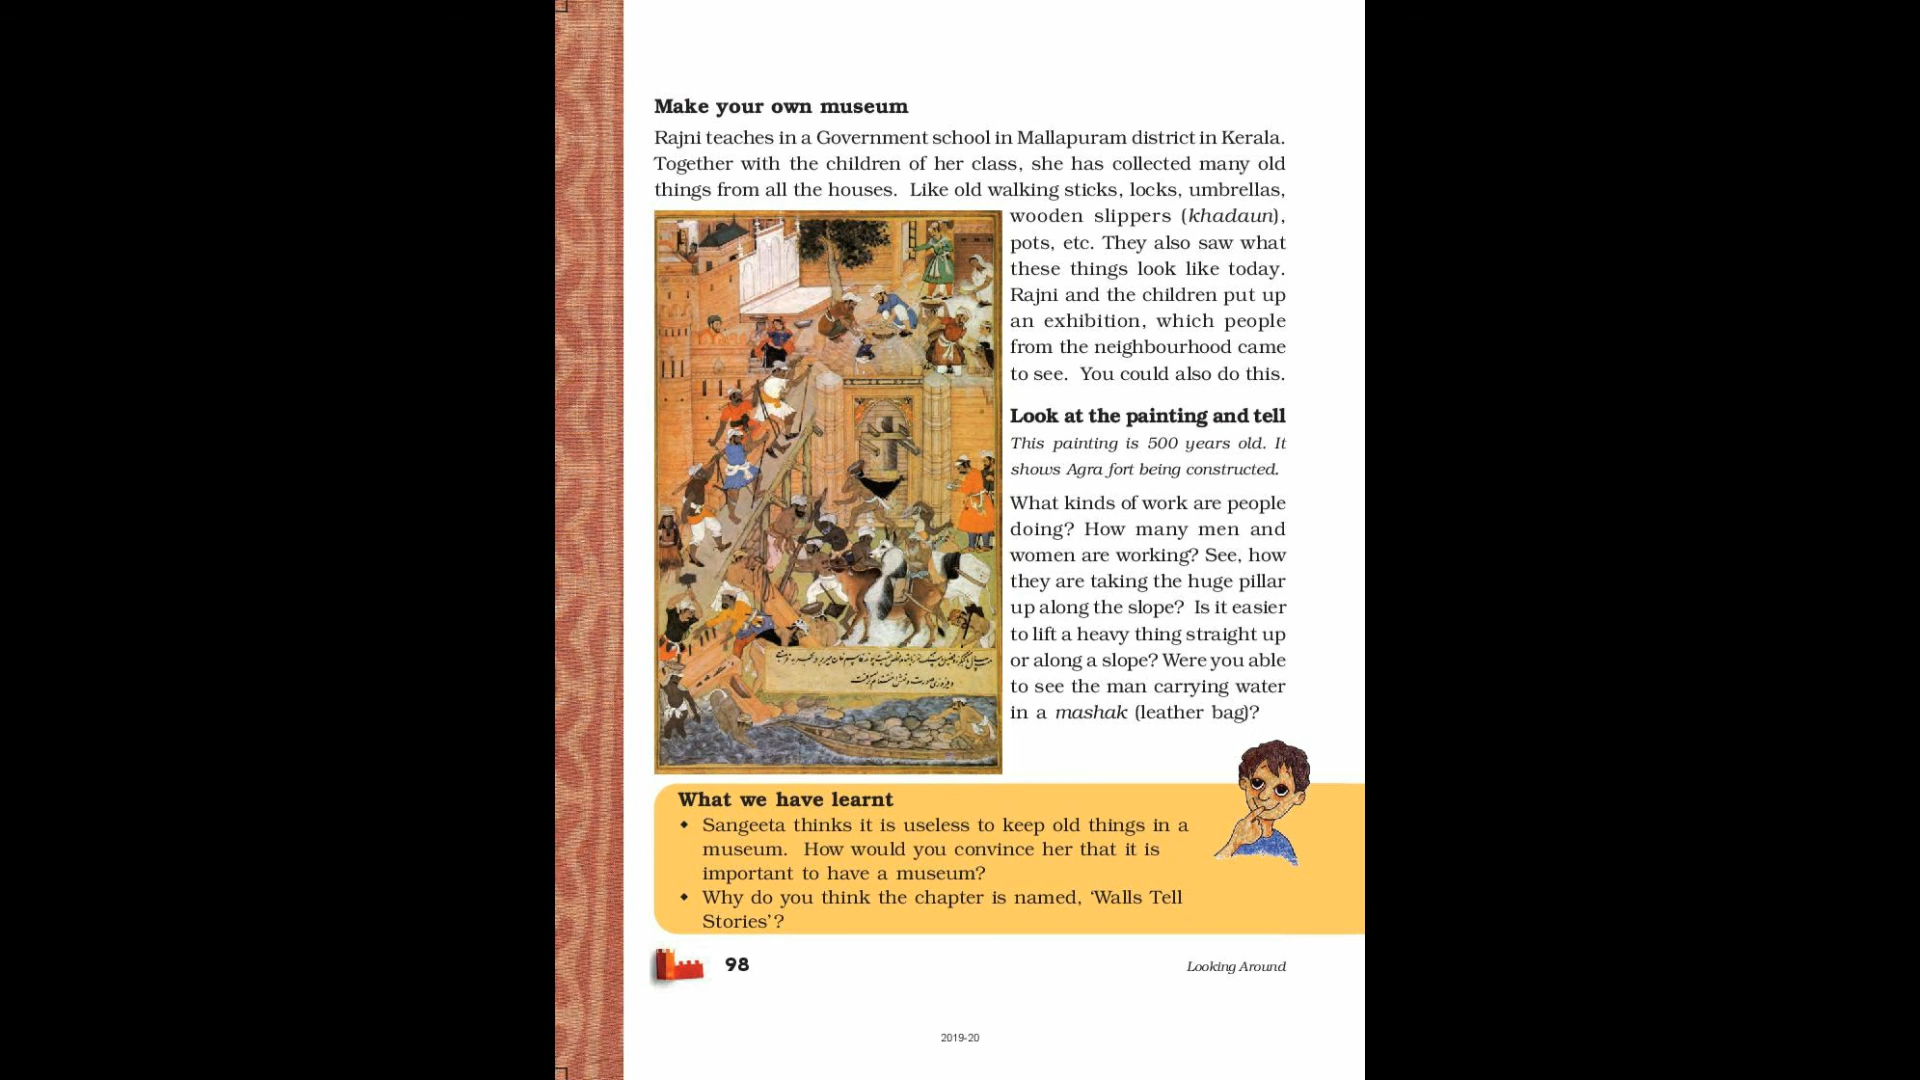 Make your own museum
Rajni teaches in a Government school in Mallapuram district in Kerala.
Together with the children of her class, she has collected many old
things from all the houses.  Like old walking sticks, locks, umbrellas,
wooden slippers (khadaun),
pots, etc. They also saw what
these things look like today.
Rajni and the children put up
an exhibition, which people
from the neighbourhood came
to see.  You could also do this.
Look at the painting and tell
This painting is 500 years old. It
shows Agra fort being constructed.
What kinds of work are people
doing? How many men and
women are working? See, how
they are taking the huge pillar
up along the slope?  Is it easier
to lift a heavy thing straight up
or along a slope? Were you able
to see the man carrying water
in a mashak (leather bag)?
What we have learnt
• Sangeeta thinks it is useless to keep old things in a
museum.  How would you convince her that it is
important to have a museum?
• Why do you think the chapter is named, ‘Walls Tell
Stories’?
98
Looking Around
2019-20